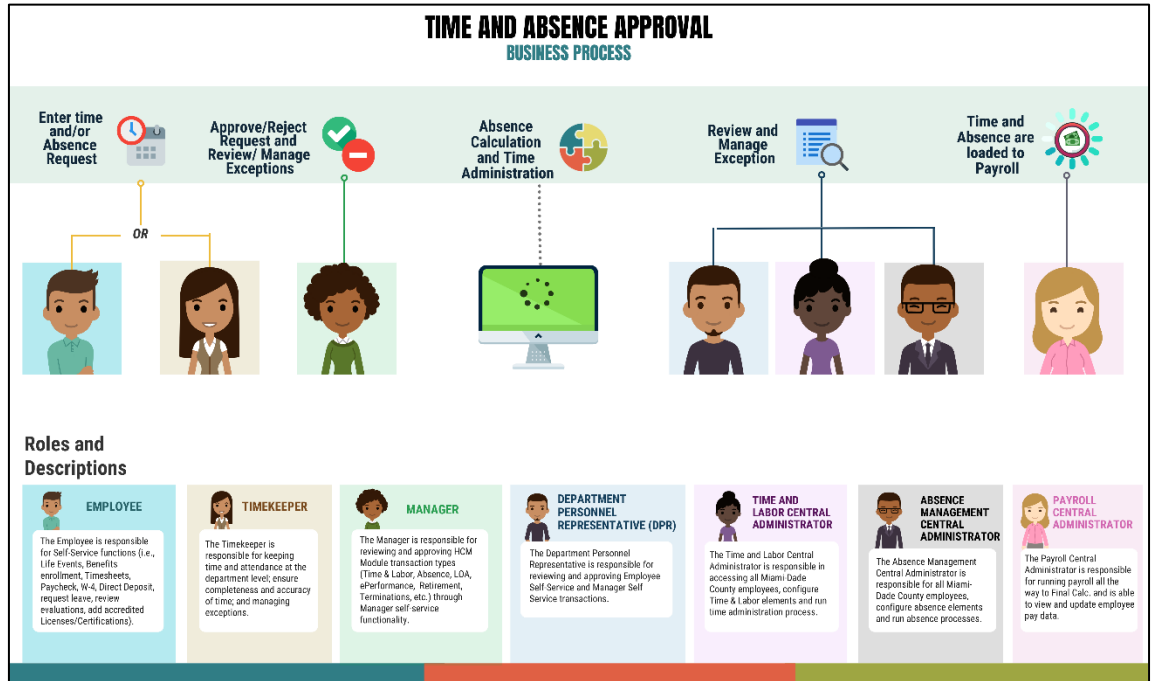 TIME AND ABSENCE APPROVAL
BUSINESS PROCESS
Enter time
and/or
Absence
Request
Approve/Reject
Request and
Review/ Manage
Exceptions
Absence
Calculation
and Time
Administration
Review and
Manage
Exception
Time and
Absence are
loaded to
Payroll
OR
Roles and
Descriptions
EMPLOYEE
The Employee is responsible
for Self-Service functions (i.e.,
Life Events, Benefits
enrollment, Timesheets,
Paycheck, W-4, Direct Deposit,
request leave, review
evaluations, add accredited
Licenses/Certifications).
TIMEKEEPER
The Timekeeper is
responsible for keeping
time and attendance at the
department level; ensure
completeness and accuracy
of time; and managing
exceptions.
MANAGER
The Manager is responsible for
reviewing and approving HCM
Module transaction types
(Time & Labor, Absence, LOA,
ePerformance, Retirement,
Terminations, etc.) through
Manager self-service
functionality.
DEPARTMENT
PERSONNEL
REPRESENTATIVE (DPR)
The Department Personnel
Representative is responsible for
reviewing and approving Employee
Self-Service and Manager Self
Service transactions.
TIME AND
LABOR CENTRAL
ADMINISTRATOR
The Time and Labor Central
Administrator is responsible in
accessing all Miami-Dade
County employees, configure
Time & Labor elements and run
time administration process.
ABSENCE
MANAGEMENT
CENTRAL
ADMINISTRATOR
The Absence Management
Central Administrator is
responsible for all Miami-
Dade County employees,
configure absence elements
and run absence processes.
PAYROLL
CENTRAL
ADMINISTRATOR
The Payroll Central
Administrator is responsible
for running payroll all the
way to Final Calc. and is able
to view and update employee
pay data.